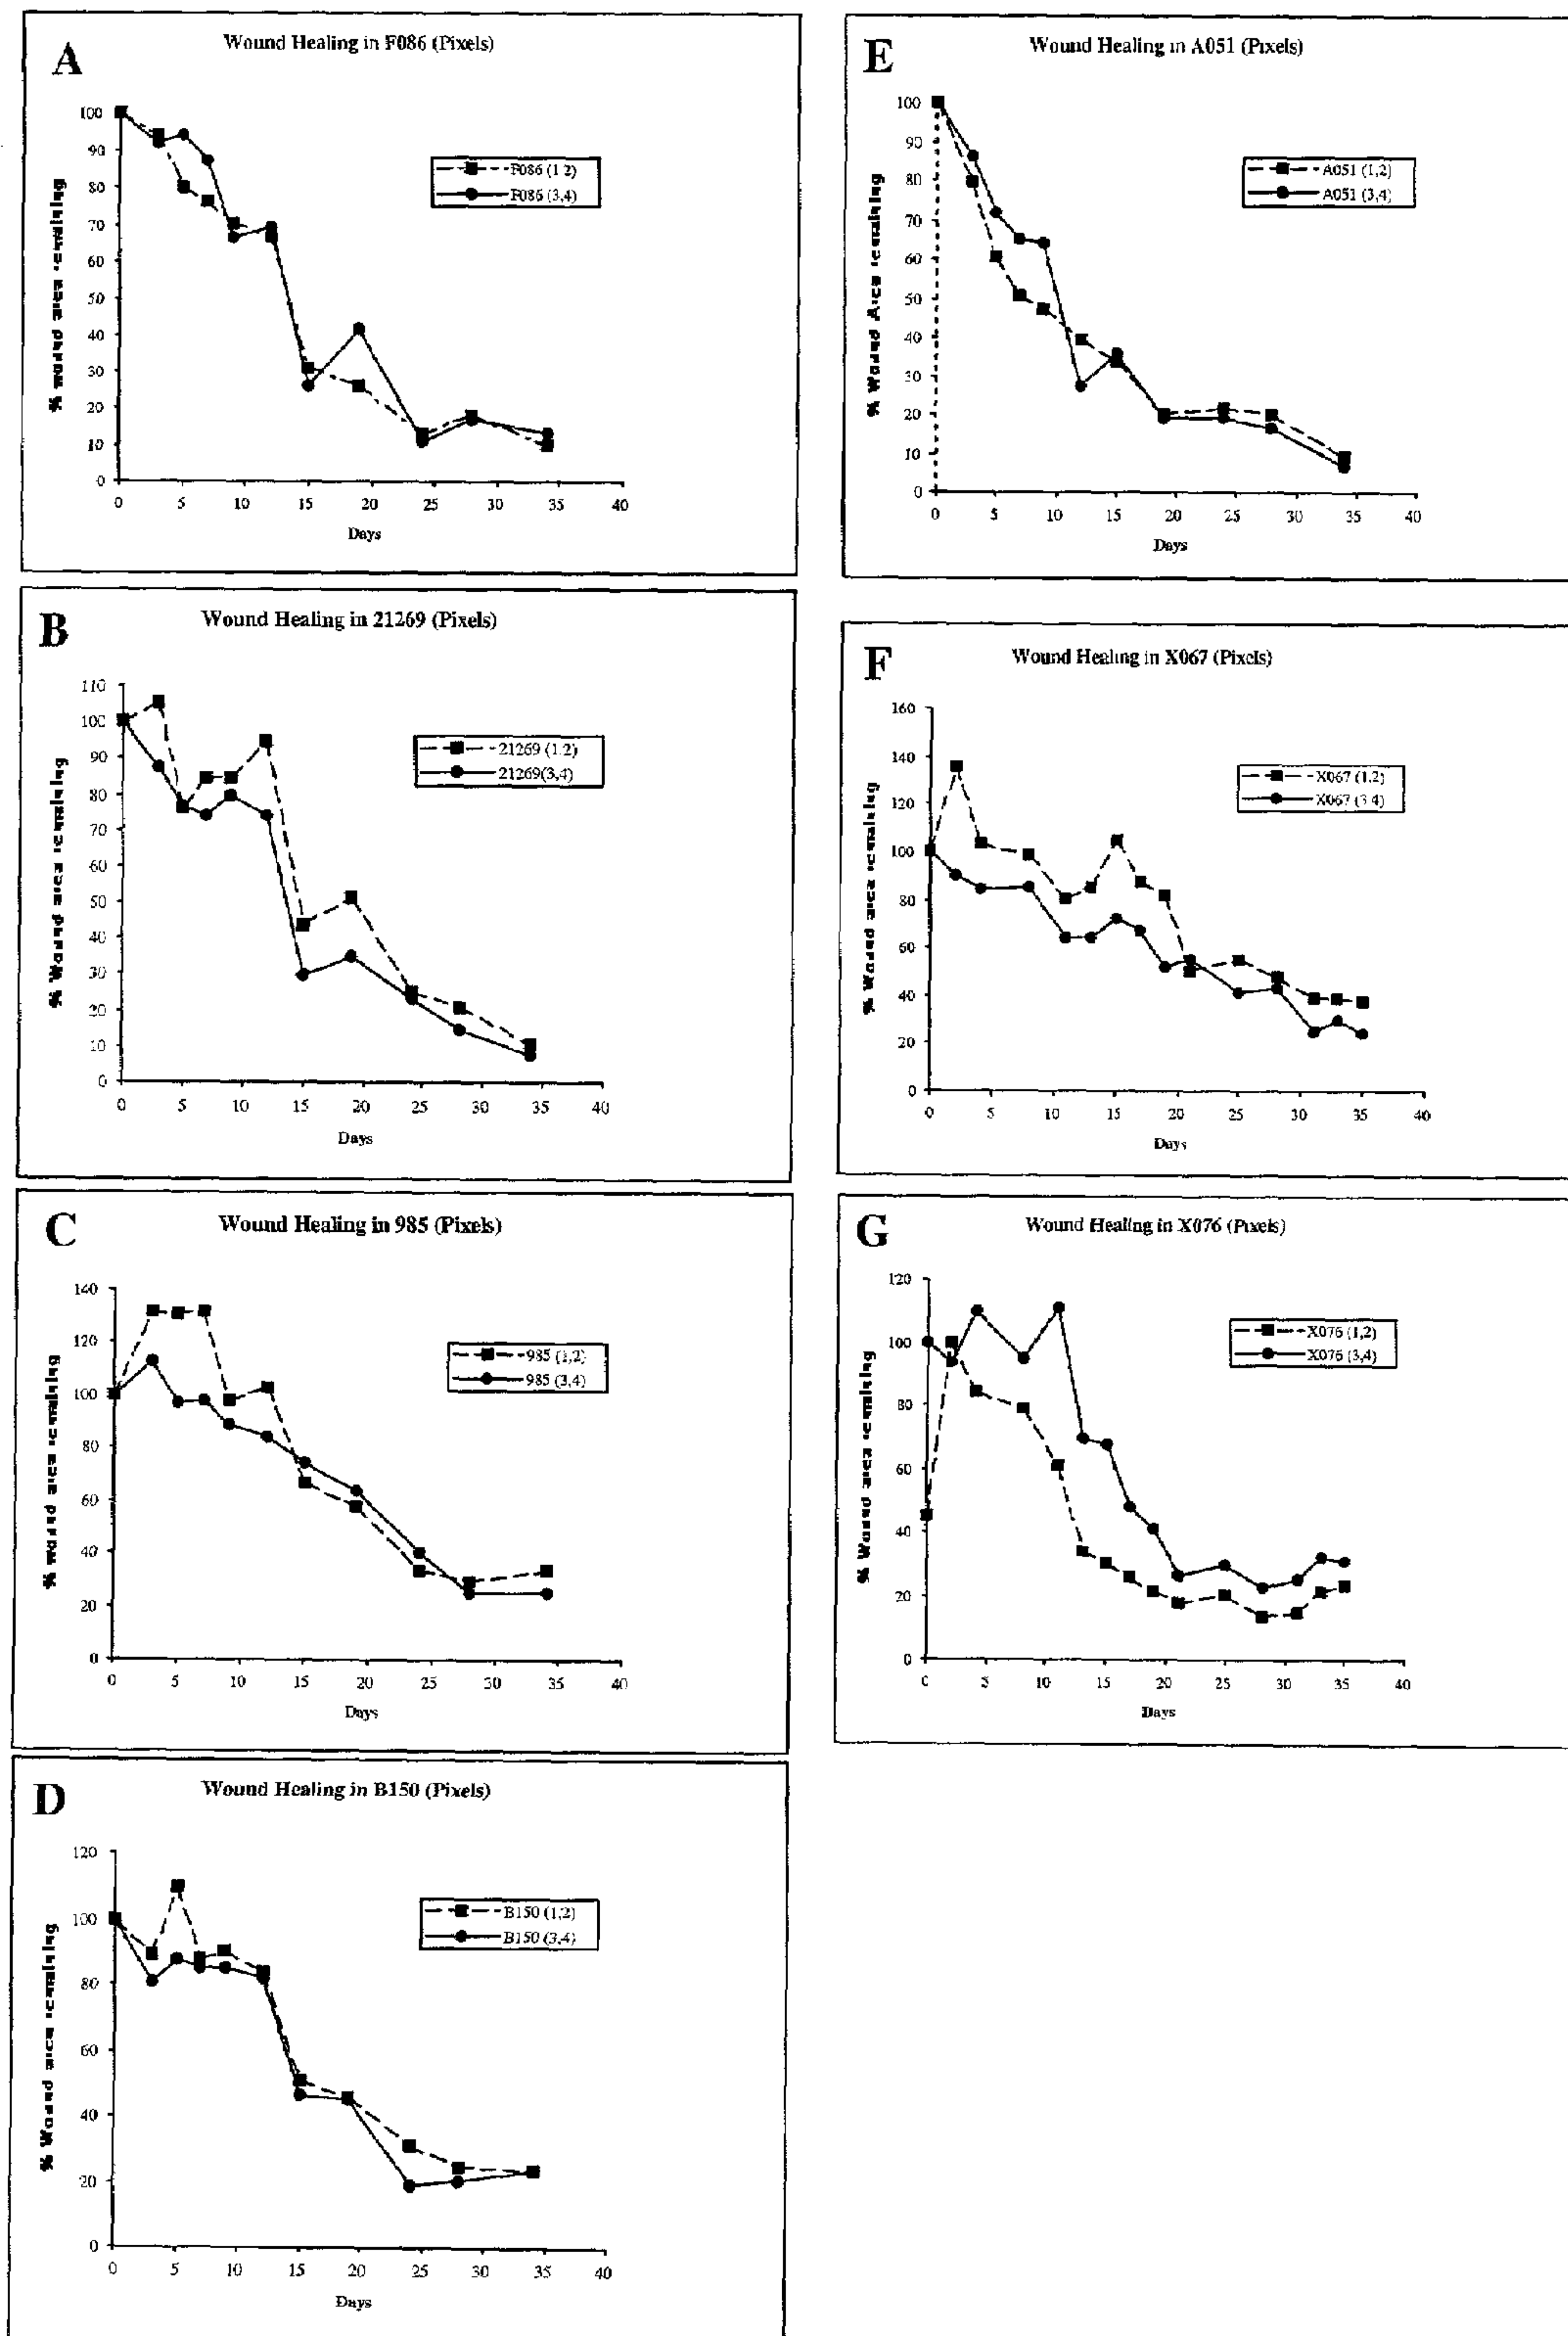 A
Wound Healing in F086 (Pixels)
% wound area remaining
100
90
80
70
60
50
40
30
20
10
0
0 5 10 15 20 25 30 35 40
Days
F086 (1 2)
F086 (3,4)
E
Wound Healing in A051 (Pixels)
% Wound Area remaining
100
90
80
70
60
50
40
30
20
10
0
0 5 10 15 20 25 30 35 40
Days
A051 (1,2)
A051 (3,4)
B
Wound Healing in 21269 (Pixels)
% Wound area remaining
110
100
90
80
70
60
50
40
30
20
10
0
0 5 10 15 20 25 30 35 40
Days
21269 (1.2)
21269(3,4)
F
Wound Healing in X067 (Pixels)
% Wound area remaining
160
140
120
100
80
60
40
20
0
0 5 10 15 20 25 30 35 40
Days
X067 (1,2)
X067 (3 4)
C
Wound Healing in 985 (Pixels)
% wound area remaining
140
120
100
80
60
40
20
0
0 5 10 15 20 25 30 35 40
Days
985 (1,2)
985 (3,4)
G
Wound Healing in X076 (Pixels)
% Wound area remaining
120
100
80
60
40
20
0
0 5 10 15 20 25 30 35 40
Days
X076 (1,2)
X076 (3,4)
D
Wound Healing in B150 (Pixels)
% Wound area remaining
120
100
80
60
40
20
0
0 5 10 15 20 25 30 35 40
Days
B150 (1,2)
B150 (3,4)